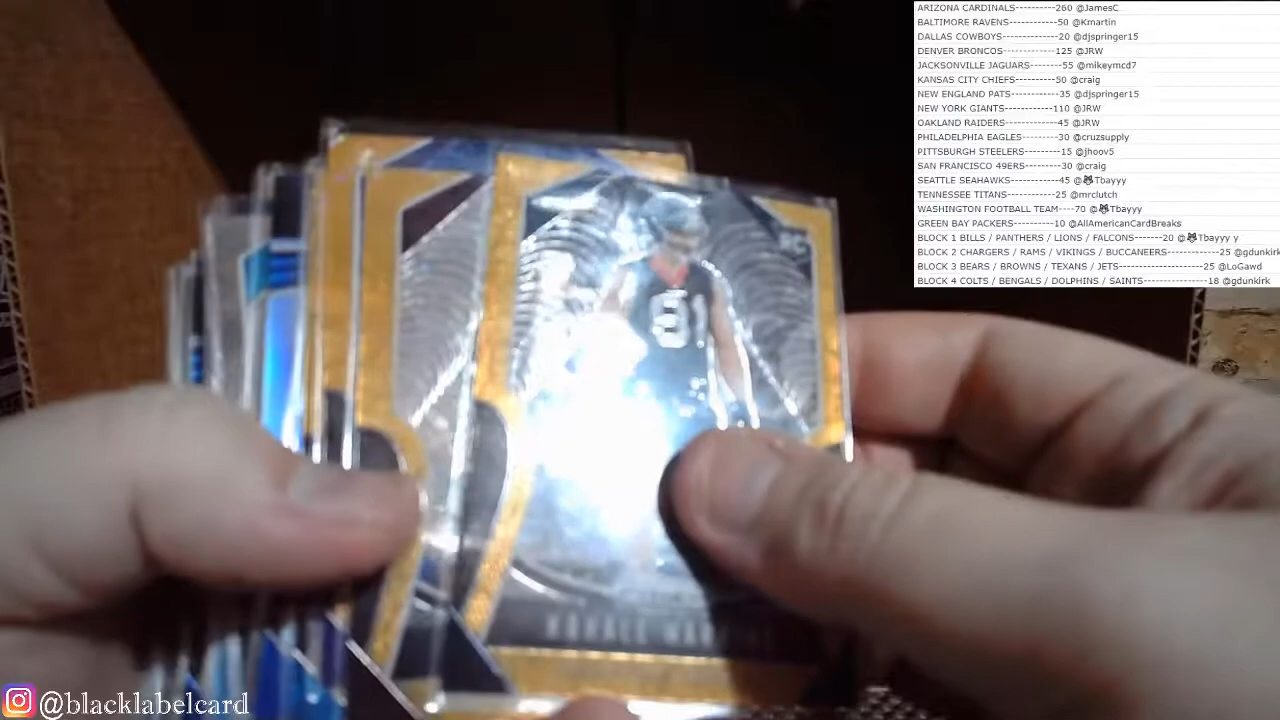 ARIZONA CARDINALS----------260 @JamesC
BALTIMORE RAVENS------------50 @Kmartin
DALLAS COWBOYS--------------20 @djspringer15
DENVER BRONCOS-------------125 @JRW
JACKSONVILLE JAGUARS--------55 @mikeymcd7
KANSAS CITY CHIEFS-----------50 @craig
NEW ENGLAND PATS------------35 @djspringer15
NEW YORK GIANTS------------110 @JRW
OAKLAND RAIDERS------------45 @JRW
PHILADELPHIA EAGLES---------30 @cruzsupply
PITTSBURGH STEELERS---------15 @jhoov5
SAN FRANCISCO 49ERS---------30 @craig
SEATTLE SEAHAWKS-----------45 @😈Tbayyy
TENNESSEE TITANS-----------25 @mrclutch
WASHINGTON FOOTBALL TEAM----70 @😈Tbayyy
GREEN BAY PACKERS----------10 @AllAmericanCardBreaks
BLOCK 1 BILLS / PANTHERS / LIONS / FALCONS-------20 @😈Tbayyy y
BLOCK 2 CHARGERS / RAMS / VIKINGS / BUCCANEERS------------25 @gdunkirk
BLOCK 3 BEARS / BROWNS / TEXANS / JETS---------------------25 @LoGawd
BLOCK 4 COLTS / BENGALS / DOLPHINS / SAINTS----------------18 @gdunkirk
RC
81
@blacklabelcard